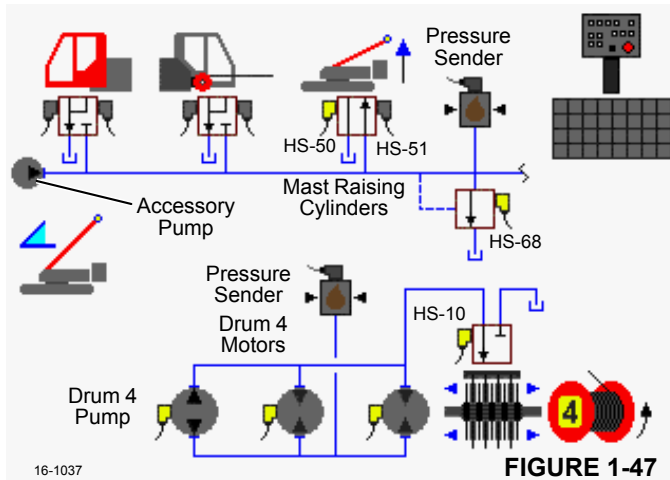 Pressure
Sender
HS-50
HS-51
Mast Raising
Cylinders
Accessory
Pump
HS-68
Pressure
Sender
Drum 4
Motors
HS-10
Drum 4
Pump
4
16-1037
FIGURE 1-47